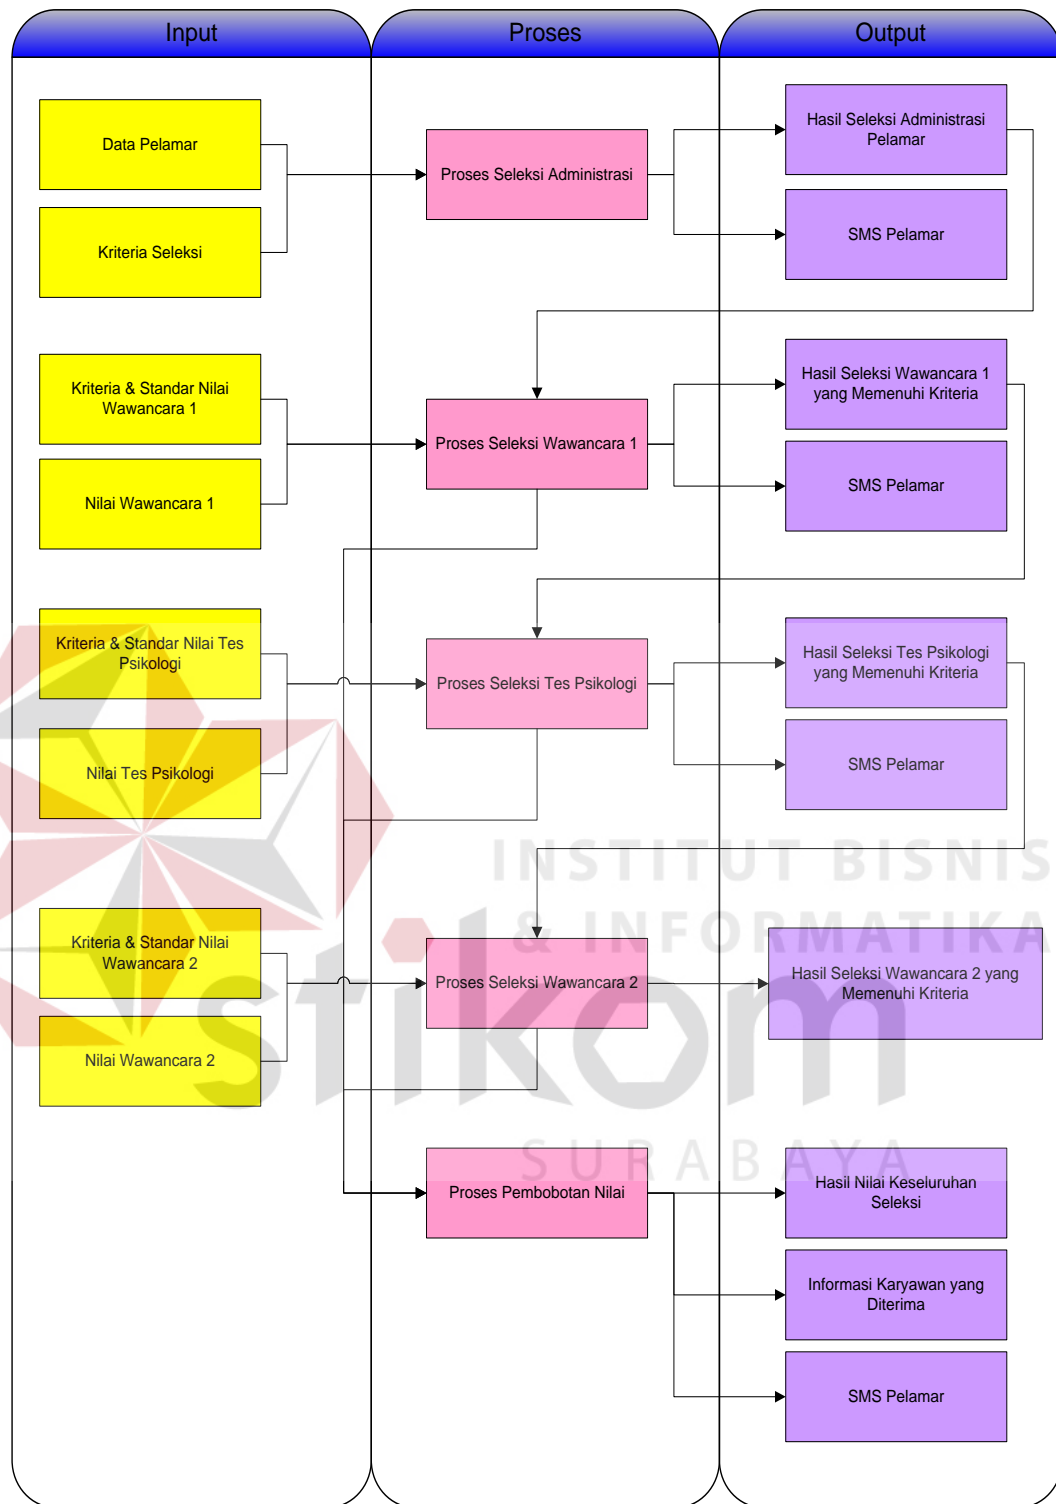 Input
Proses
Output
Data Pelamar
Kriteria Seleksi
Proses Seleksi Administrasi
Hasil Seleksi Administrasi
Pelamar
SMS Pelamar
Kriteria & Standar Nilai
Wawancara 1
Nilai Wawancara 1
Proses Seleksi Wawancara 1
Hasil Seleksi Wawancara 1
yang Memenuhi Kriteria
SMS Pelamar
Kriteria & Standar Nilai Tes
Psikologi
Nilai Tes Psikologi
Proses Seleksi Tes Psikologi
Hasil Seleksi Tes Psikologi
yang Memenuhi Kriteria
SMS Pelamar
INSTITUT BISNIS
& INFORMATIKA
stikom
SURABAYA
Kriteria & Standar Nilai
Wawancara 2
Nilai Wawancara 2
Proses Seleksi Wawancara 2
Hasil Seleksi Wawancara 2 yang
Memenuhi Kriteria
Proses Pembobotan Nilai
Hasil Nilai Keseluruhan
Seleksi
Informasi Karyawan yang
Diterima
SMS Pelamar